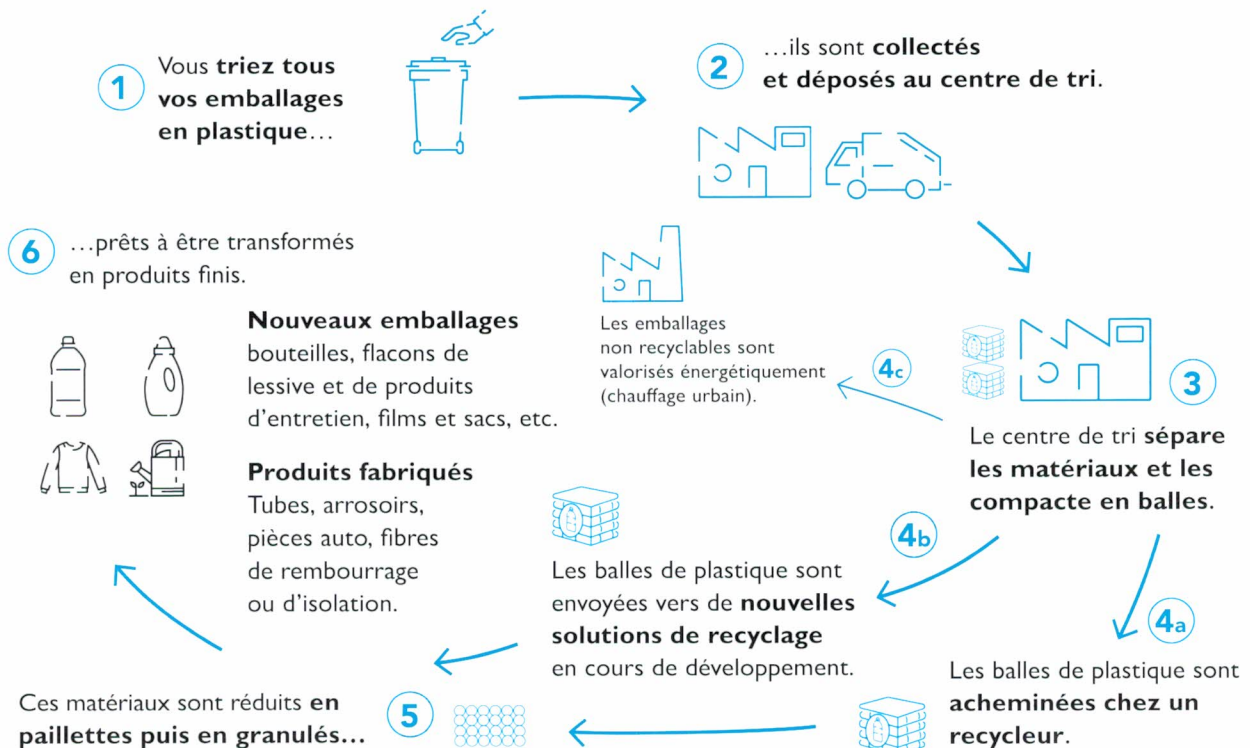 1
Vous triez tous
vos emballages
en plastique…
2
…ils sont collectés
et déposés au centre de tri.
3
Le centre de tri sépare
les matériaux et les
compacte en balles.
4c
Les emballages
non recyclables sont
valorisés énergétiquement
(chauffage urbain).
4b
Les balles de plastique sont
envoyées vers de nouvelles
solutions de recyclage
en cours de développement.
4a
Les balles de plastique sont
acheminées chez un
recycleur.
5
Ces matériaux sont réduits en
paillettes puis en granulés…
6
…prêts à être transformés
en produits finis.
Nouveaux emballages
bouteilles, flacons de
lessive et de produits
d'entretien, films et sacs, etc.
Produits fabriqués
Tubes, arrosoirs,
pièces auto, fibres
de rembourrage
ou d'isolation.